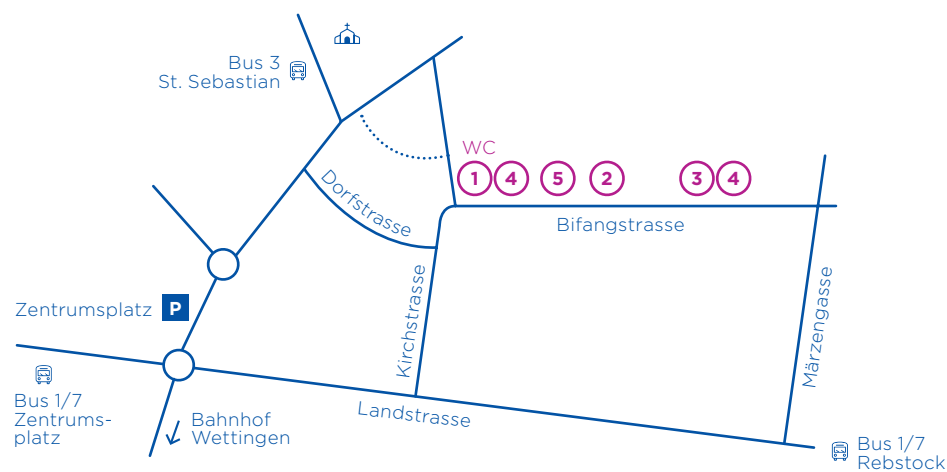 Bus 3
St. Sebastian
WC
1 4 5 2 3 4
Dorfstrasse
Bifangstrasse
Kirchstrasse
Märzengasse
Zentrumsplatz P
Bus 1/7
Zentrums-
platz
Bahnhof
Wettingen
Landstrasse
Bus 1/7
Rebstock